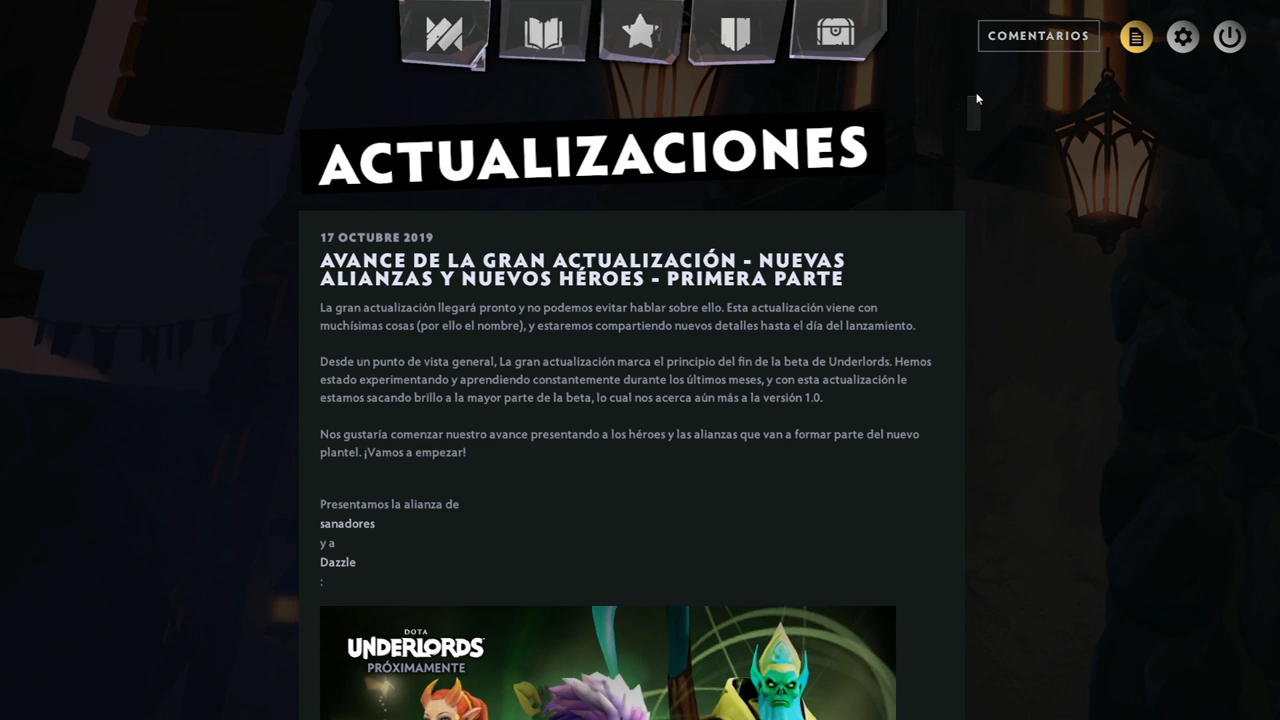 COMENTARIOS
ACTUALIZACIONES
17 OCTUBRE 2019
AVANCE DE LA GRAN ACTUALIZACIÓN - NUEVAS
ALIANZAS Y NUEVOS HÉROES - PRIMERA PARTE
La gran actualización llegará pronto y no podemos evitar hablar sobre ello. Esta actualización viene con
muchísimas cosas (por ello el nombre), y estaremos compartiendo nuevos detalles hasta el día del lanzamiento.
Desde un punto de vista general, La gran actualización marca el principio del fin de la beta de Underlords. Hemos
estado experimentando y aprendiendo constantemente durante los últimos meses, y con esta actualización le
estamos sacando brillo a la mayor parte de la beta, lo cual nos acerca aún más a la versión 1.0.
Nos gustaría comenzar nuestro avance presentando a los héroes y las alianzas que van a formar parte del nuevo
plantel. ¡Vamos a empezar!
Presentamos la alianza de
sanadores
y a
Dazzle
:
DOTA
UNDERLORDS
PRÓXIMAMENTE